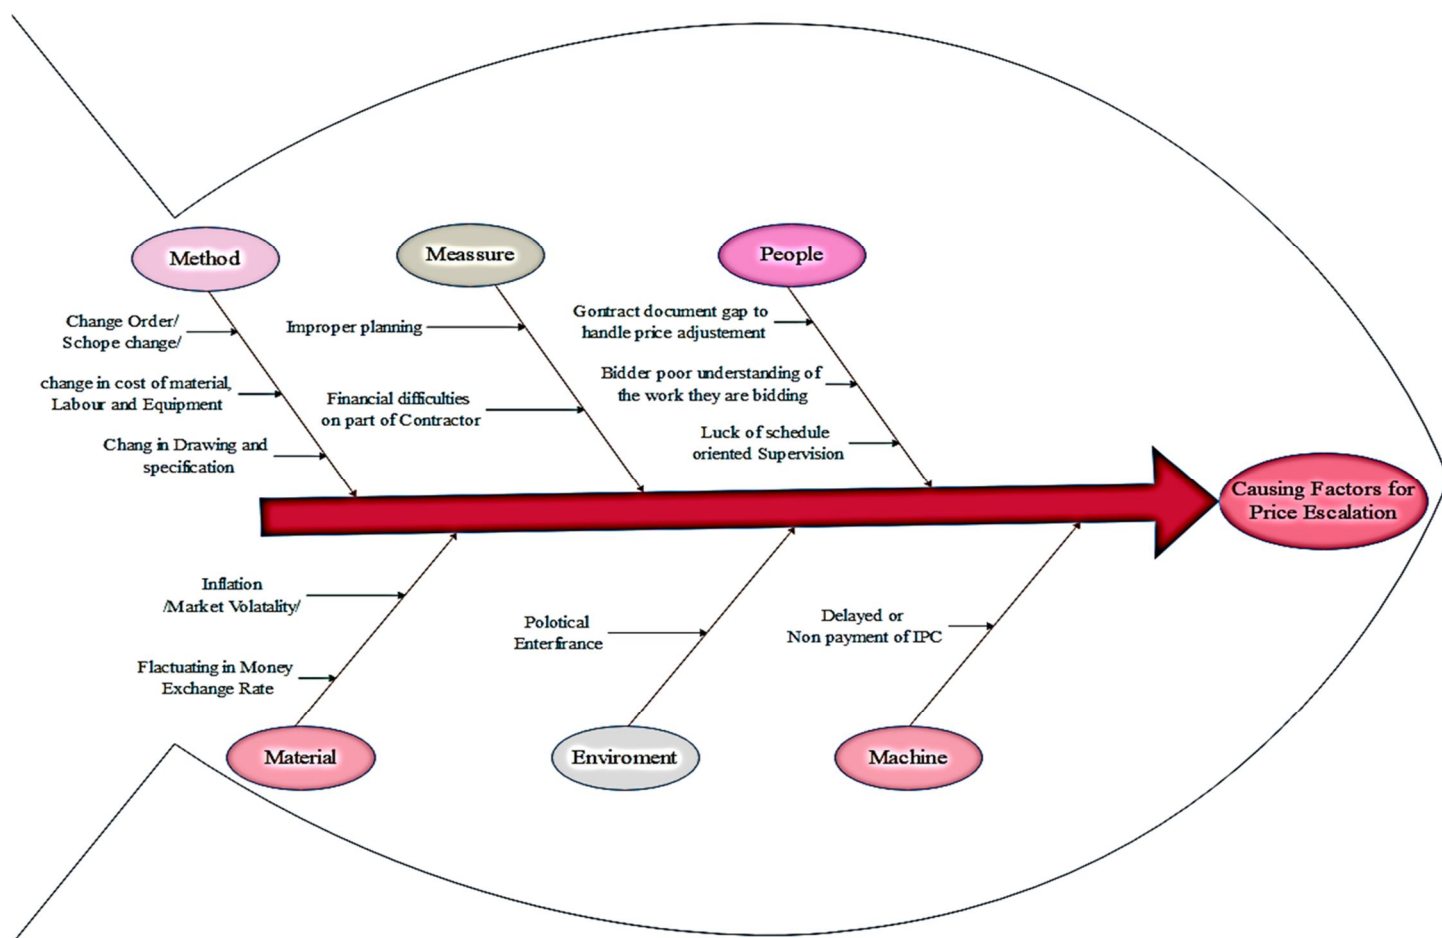 Method
Meassure
People
Change Order/
Schope change/
change in cost of material,
Labour and Equipment
Chang in Drawing and
specification
Improper planning
Financial difficulties
on part of Contractor
Gontract document gap to
handle price adjustement
Bidder poor understanding of
the work they are bidding
Luck of schedule
oriented Supervision
Causing Factors for
Price Escalation
Inflation
/Market Volatality/
Flactuating in Money
Exchange Rate
Polotical
Enterfirance
Delayed or
Non payment of IPC
Material
Enviroment
Machine